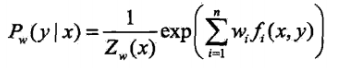 P_w(y|x) = \frac{1}{Z_w(x)} \exp\left(\sum_{i=1}^{n} w_i f_i(x, y)\right)